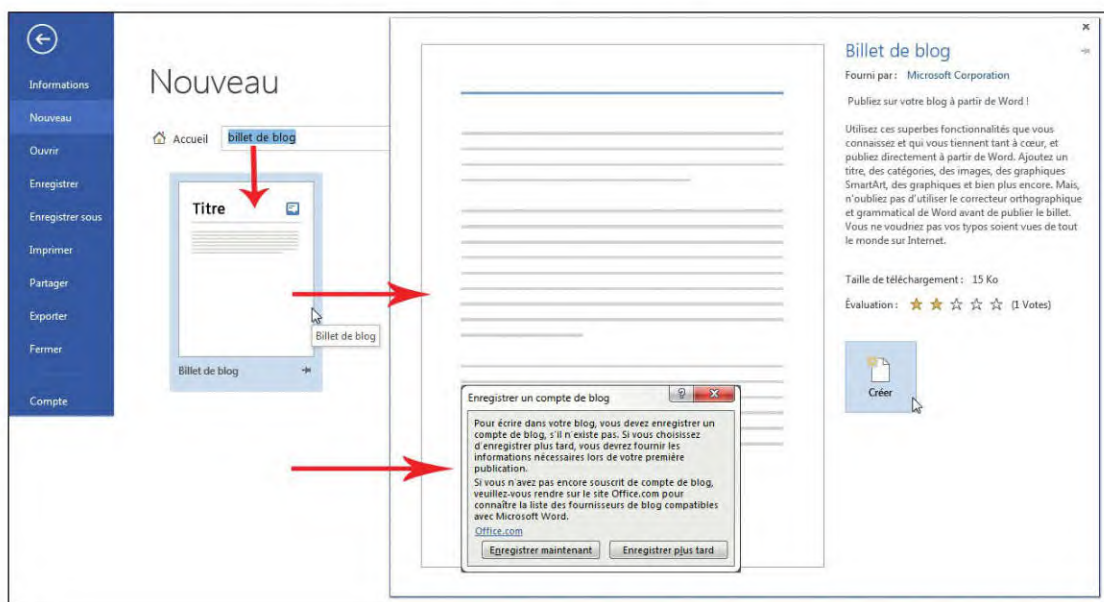 Informations
Nouveau
Ouvrir
Enregistrer
Enregistrer sous
Imprimer
Partager
Exporter
Fermer
Compte
Nouveau
Accueil
billet de blog
Titre
Billet de blog
Billet de blog
Billet de blog
Fourni par : Microsoft Corporation
Publiez sur votre blog à partir de Word !
Utilisez ces superbes fonctionnalités que vous
connaissez et qui vous tiennent tant à cœur, et
publiez directement à partir de Word. Ajoutez un
titre, des catégories, des images, des graphiques
SmartArt, des graphiques et bien plus encore. Mais,
n'oubliez pas d'utiliser le correcteur orthographique
et grammatical de Word avant de publier le billet.
Vous ne voudriez pas vos typos soient vues de tout
le monde sur Internet.
Taille de téléchargement : 15 Ko
Évaluation : (1 Votes)
Créer
Enregistrer un compte de blog
Pour écrire dans votre blog, vous devez enregistrer un
compte de blog, s'il n'existe pas. Si vous choisissez
d'enregistrer plus tard, vous devrez fournir les
informations nécessaires lors de votre première
publication.
Si vous n'avez pas encore souscrit de compte de blog,
veuillez-vous rendre sur le site Office.com pour
connaître la liste des fournisseurs de blog compatibles
avec Microsoft Word.
Office.com
Enregistrer maintenant
Enregistrer plus tard